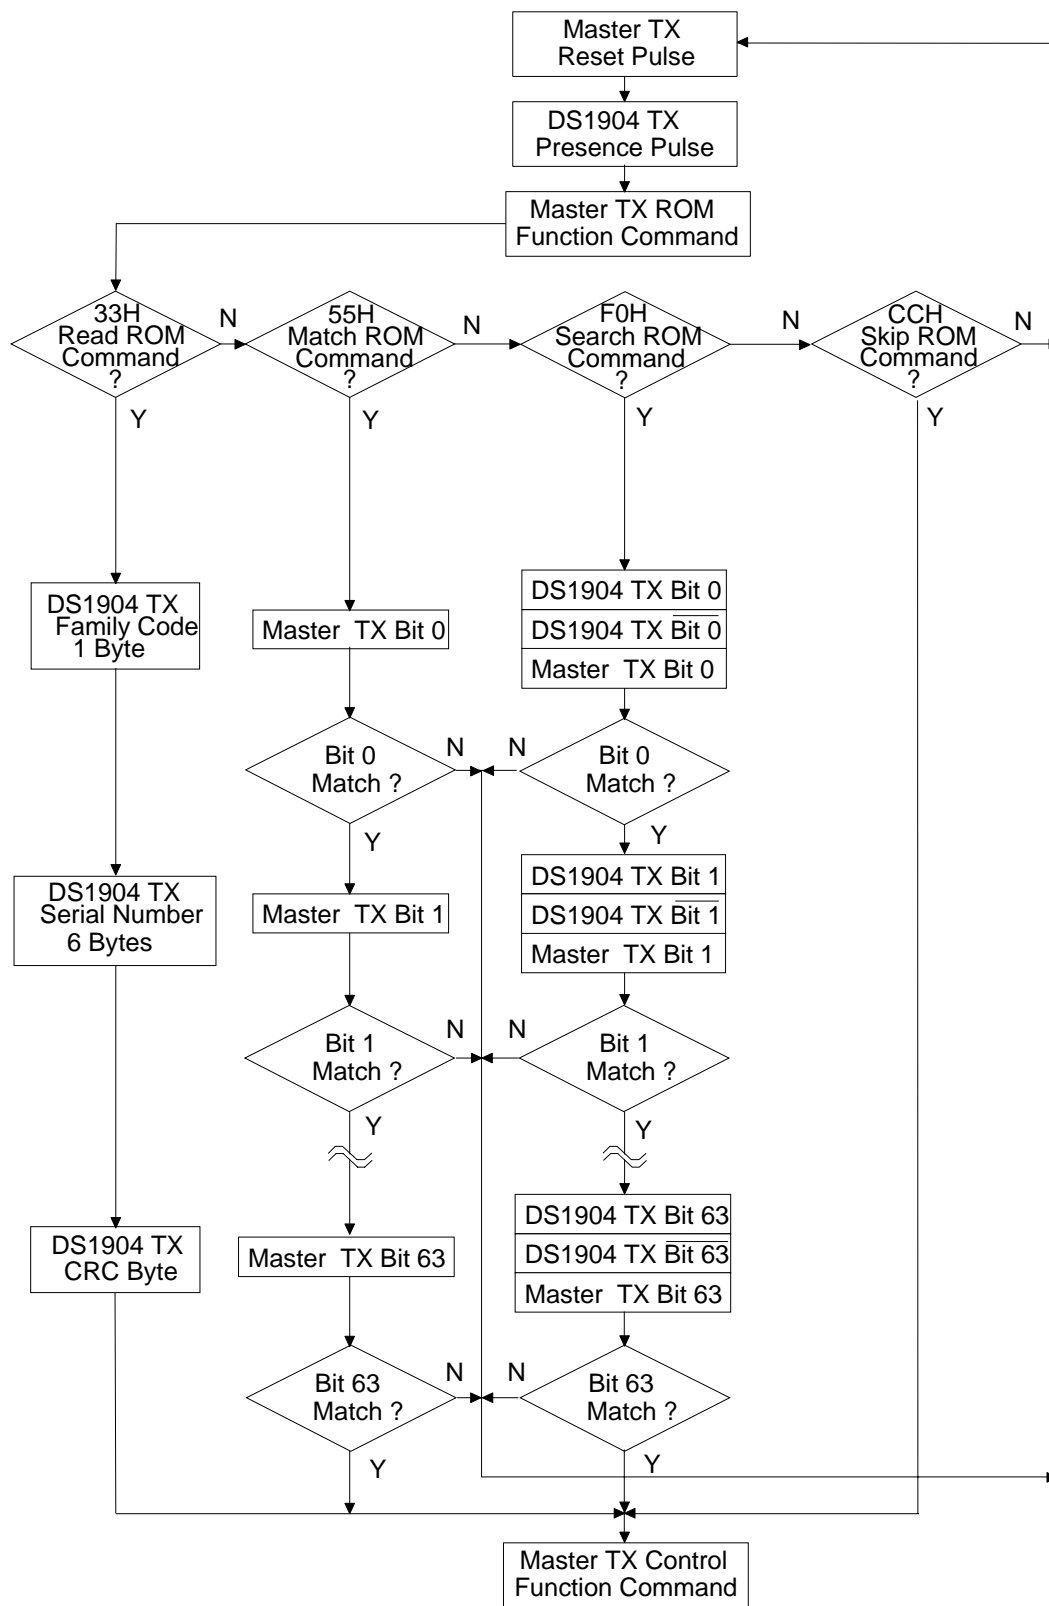 Master TX
Reset Pulse
DS1904 TX
Presence Pulse
Master TX ROM
Function Command
33H
Read ROM
Command
?
N
Y
55H
Match ROM
Command
?
N
Y
F0H
Search ROM
Command
?
N
Y
CCH
Skip ROM
Command
?
N
Y
DS1904 TX
Family Code
1 Byte
DS1904 TX
Serial Number
6 Bytes
DS1904 TX
CRC Byte
Master TX Bit 0
Bit 0
Match ?
N
Y
Master TX Bit 1
Bit 1
Match ?
N
Y
Master TX Bit 63
Bit 63
Match ?
N
Y
DS1904 TX Bit 0
DS1904 TX B̅i̅t̅ ̅0̅
Master TX Bit 0
Bit 0
Match ?
N
Y
DS1904 TX Bit 1
DS1904 TX B̅i̅t̅ ̅1̅
Master TX Bit 1
Bit 1
Match ?
N
Y
DS1904 TX Bit 63
DS1904 TX B̅i̅t̅ ̅6̅3̅
Master TX Bit 63
Bit 63
Match ?
N
Y
Master TX Control
Function Command